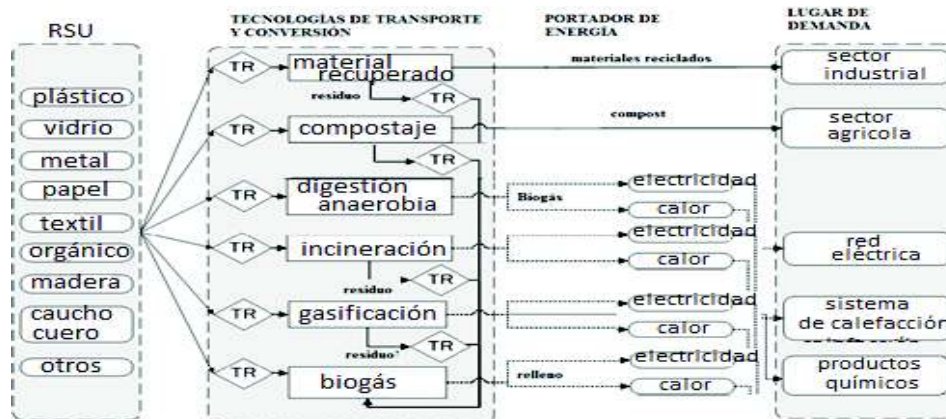 RSU
plástico
vidrio
metal
papel
textil
orgánico
madera
caucho
cuero
otros
TECNOLOGÍAS DE TRANSPORTE
Y CONVERSIÓN
TR
material
recuperado
residuo
TR
TR
compostaje
TR
TR
digestión
anaerobia
TR
incineración
residuo
TR
TR
gasificación
residuo
TR
TR
biogás
PORTADOR DE
ENERGÍA
materiales reciclados
compost
Biogás
electricidad
calor
electricidad
calor
electricidad
calor
relleno
electricidad
calor
LUGAR DE
DEMANDA
sector
industrial
sector
agricola
red
eléctrica
sistema
de calefacción
productos
químicos